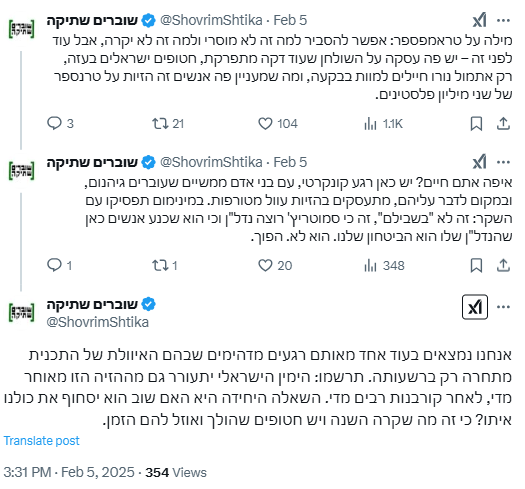 שוברים שתיקה @ShovrimShtika · Feb 5
מילה על טראמפספר: אפשר להסביר למה זה לא מוסרי ולמה זה לא יקרה, אבל עוד
לפני זה – יש פה עסקה על השולחן שעוד דקה מתפרקת, חטופים ישראלים בעזה,
רק אתמול נורו חיילים למוות בבקעה, ומה שמעניין פה אנשים זה הזיות על טרנספר
של שני מיליון פלסטינים.
3 21 104 1.1K
שוברים שתיקה @ShovrimShtika · Feb 5
איפה אתם חיים? יש כאן רגע קונקרטי, עם בני אדם ממשיים שעוברים גיהנום,
ובמקום לדבר עליהם, מתעסקים בהזיות עוול מטורפות. במינימום תפסיקו עם
השקר: זה לא "בשבילם", זה כי סמוטריץ' רוצה נדל"ן וכי הוא שכנע אנשים כאן
שהנדל"ן שלו הוא הביטחון שלנו. הוא לא. הפוך.
1 1 20 348
שוברים שתיקה
@ShovrimShtika
אנחנו נמצאים בעוד אחד מאותם רגעים מדהימים שבהם האיוולת של התכנית
מתחרה רק ברשעותה. תרשמו: הימין הישראלי יתעורר גם מההזיה הזו מאוחר
מדי, לאחר קורבנות רבים מדי. השאלה היחידה היא האם שוב הוא יסחוף את כולנו
איתו? כי זה מה שקרה השנה ויש חטופים שהולך ואוזל להם הזמן.
Translate post
3:31 PM · Feb 5, 2025 · 354 Views